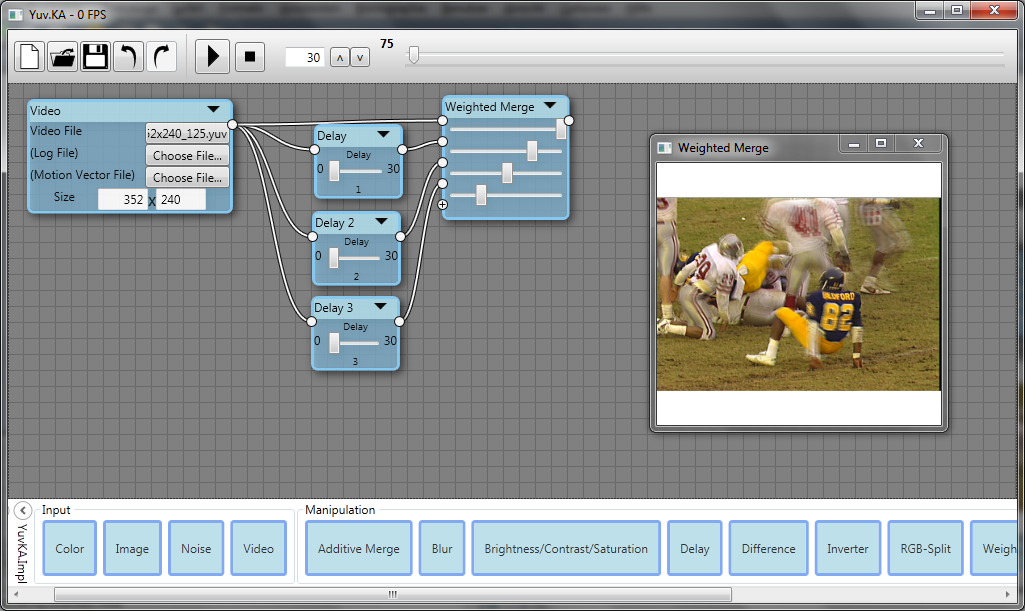 Yuv.KA - 0 FPS
30
75
Video
Video File
2x240_125.yuv
(Log File)
Choose File...
(Motion Vector File)
Choose File...
Size
352 x 240
Delay
Delay
0 30
1
Delay 2
Delay
0 30
2
Delay 3
Delay
0 30
3
Weighted Merge
Weighted Merge
BEDFORD
82
YuvKA.Impl
Input
Color Image Noise Video
Manipulation
Additive Merge Blur Brightness/Contrast/Saturation Delay Difference Inverter RGB-Split Weigh